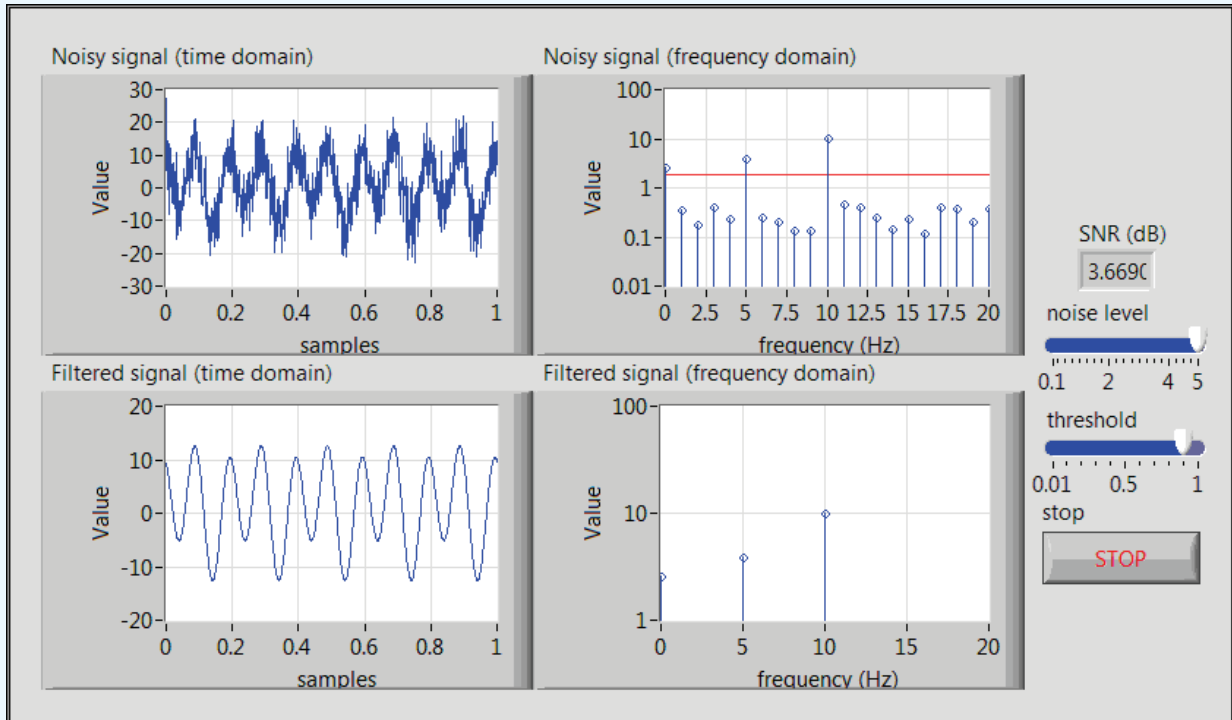 Noisy signal (time domain)
30
20
10
0
-10
-20
-30
Value
0 0.2 0.4 0.6 0.8 1
samples
Noisy signal (frequency domain)
100
10
1
0.1
0.01
Value
0 2.5 5 7.5 10 12.5 15 17.5 20
frequency (Hz)
Filtered signal (time domain)
20
10
0
-10
-20
Value
0 0.2 0.4 0.6 0.8 1
samples
Filtered signal (frequency domain)
100
10
1
Value
0 5 10 15 20
frequency (Hz)
SNR (dB)
3.669
noise level
0.1 2 4 5
threshold
0.01 0.5 1
stop
STOP